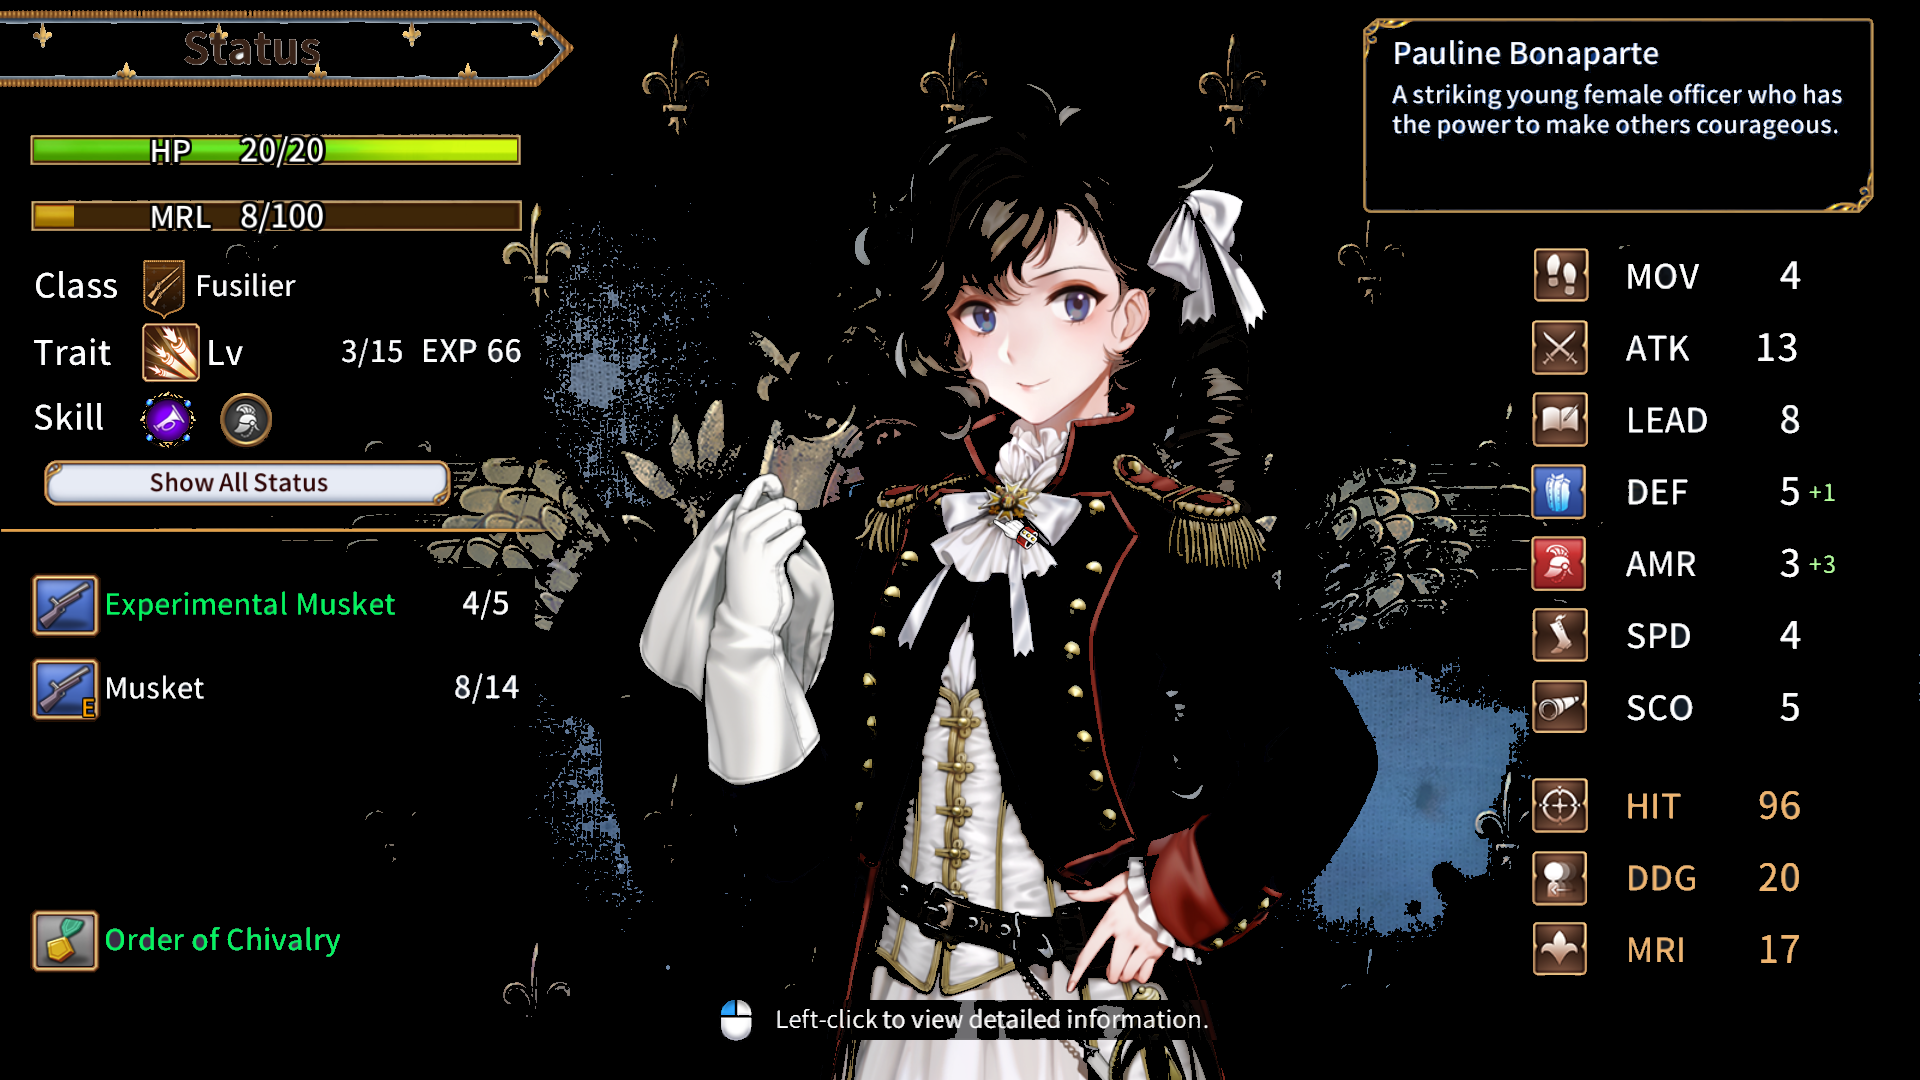 Status
HP 20/20
MRL 8/100
Class Fusilier
Trait Lv 3/15 EXP 66
Skill
Show All Status
Experimental Musket 4/5
E
Musket 8/14
Order of Chivalry
Pauline Bonaparte
A striking young female officer who has
the power to make others courageous.
MOV 4
ATK 13
LEAD 8
DEF 5 +1
AMR 3 +3
SPD 4
SCO 5
HIT 96
DDG 20
MRI 17
Left-click to view detailed information.